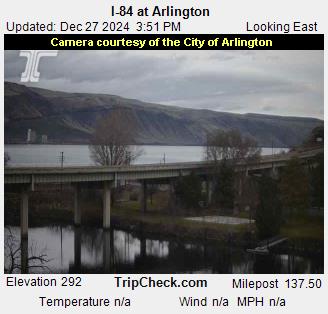 I-84 at Arlington
Updated: Dec 27 2024 3:51 PM Looking East
Camera courtesy of the City of Arlington
Elevation 292 TripCheck.com Milepost 137.50
Temperature n/a Wind n/a MPH n/a